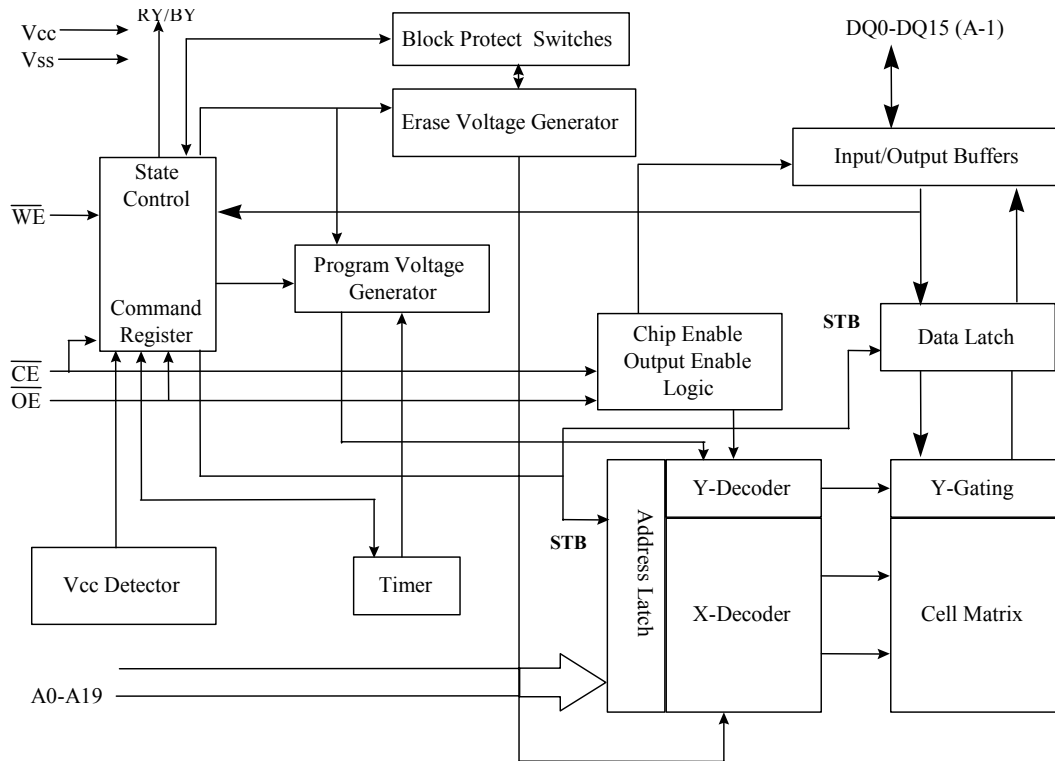 RY/BY
Vcc
Vss
Block Protect Switches
DQ0-DQ15 (A-1)
Erase Voltage Generator
Input/Output Buffers
State
Control
WE
Program Voltage
Generator
Command
Register
STB
Chip Enable
Output Enable
Logic
Data Latch
CE
OE
Y-Decoder
Y-Gating
STB
Address Latch
Vcc Detector
Timer
X-Decoder
Cell Matrix
A0-A19